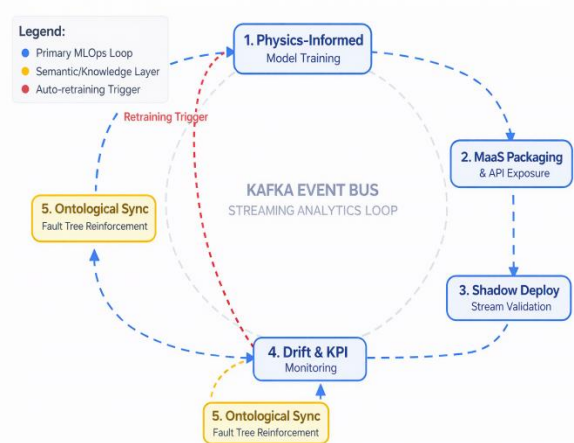 Legend:
Primary MLOps Loop
Semantic/Knowledge Layer
Auto-retraining Trigger
1. Physics-Informed
Model Training
Retraining Trigger
2. MaaS Packaging
& API Exposure
KAFKA EVENT BUS
STREAMING ANALYTICS LOOP
5. Ontological Sync
Fault Tree Reinforcement
3. Shadow Deploy
Stream Validation
4. Drift & KPI
Monitoring
5. Ontological Sync
Fault Tree Reinforcement